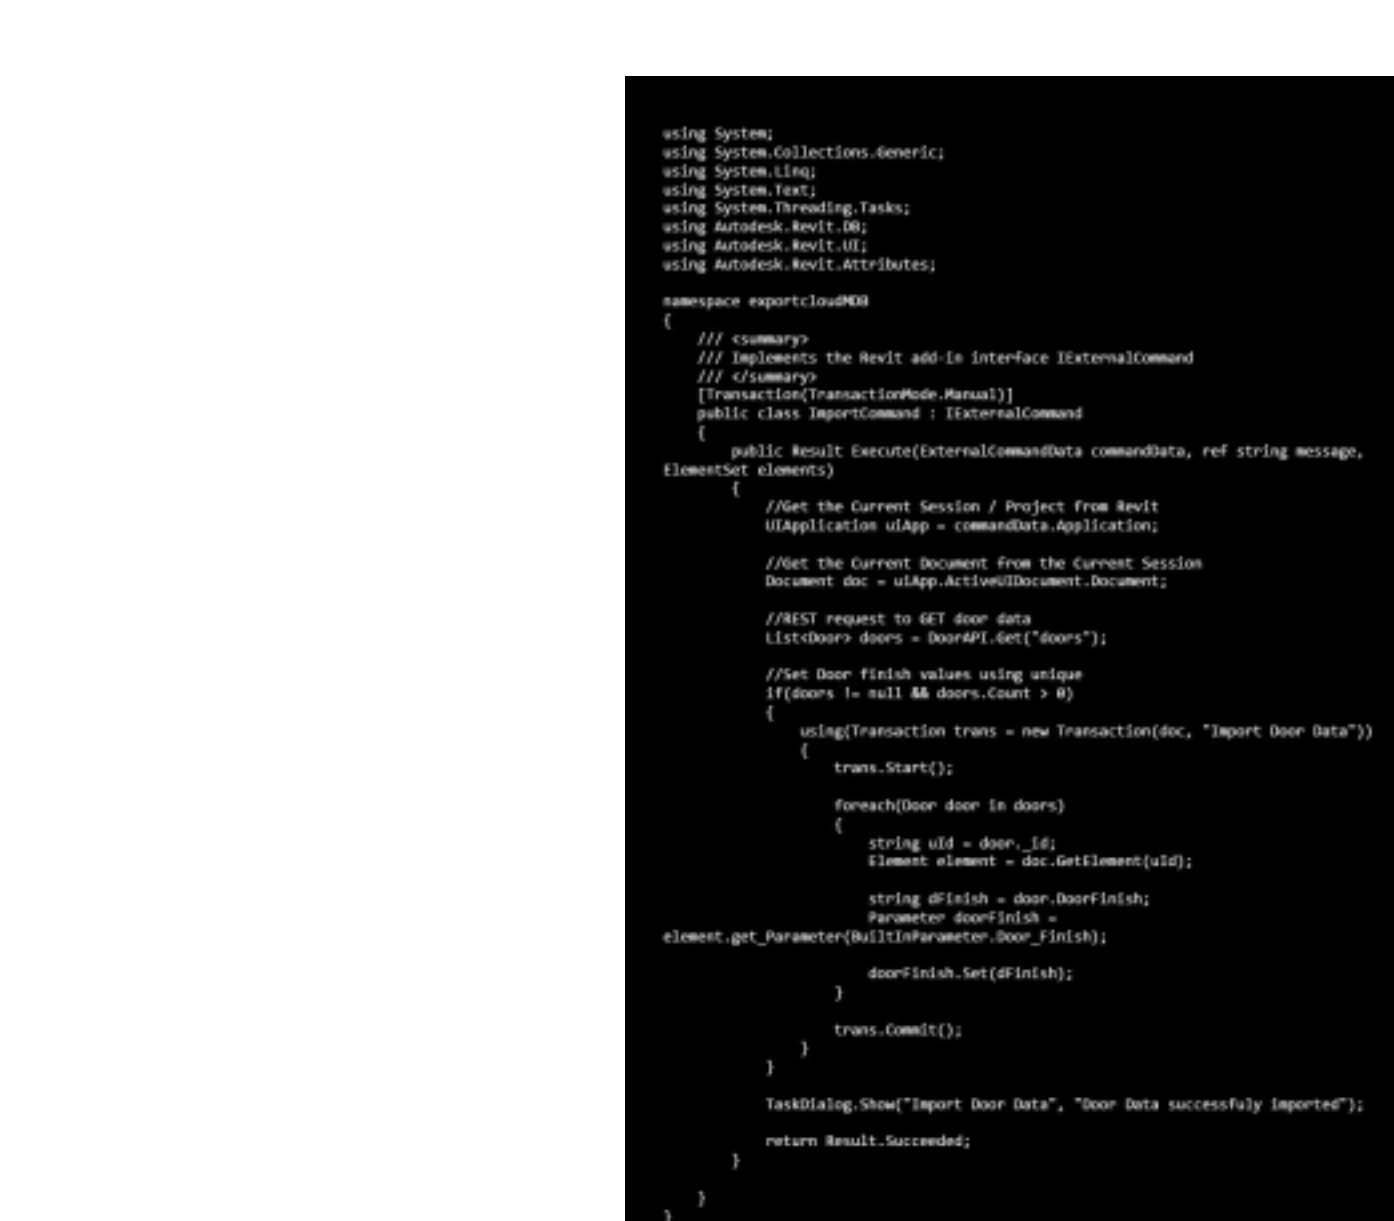 using System;
using System.Collections.Generic;
using System.Linq;
using System.Text;
using System.Threading.Tasks;
using Autodesk.Revit.DB;
using Autodesk.Revit.UI;
using Autodesk.Revit.Attributes;
namespace exportcloudMDB
{
/// <summary>
/// Implements the Revit add-in interface IExternalCommand
/// </summary>
[Transaction(TransactionMode.Manual)]
public class ImportCommand : IExternalCommand
{
public Result Execute(ExternalCommandData commandData, ref string message,
ElementSet elements)
{
//Get the Current Session / Project from Revit
UIApplication uiApp = commandData.Application;
//Get the Current Document from the Current Session
Document doc = uiApp.ActiveUIDocument.Document;
//REST request to GET door data
List<Door> doors = DoorAPI.Get("doors");
//Set Door finish values using unique
if(doors != null && doors.Count > 0)
{
using(Transaction trans = new Transaction(doc, "Import Door Data"))
{
trans.Start();
foreach(Door door in doors)
{
string uId = door._id;
Element element = doc.GetElement(uId);
string dFinish = door.DoorFinish;
Parameter doorFinish =
element.get_Parameter(BuiltInParameter.Door_Finish);
doorFinish.Set(dFinish);
}
trans.Commit();
}
}
TaskDialog.Show("Import Door Data", "Door Data successfuly imported");
return Result.Succeeded;
}
}
}